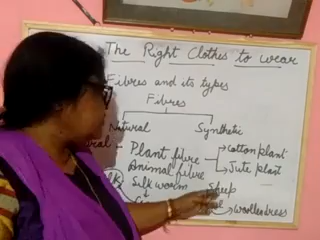 The Right Clothes to wear
Fibres and its types
Fibres
Natural Synthetic
Plant fibre cotton plant
Animal fibre Jute plant
Silk worm Sheep
woollen dress